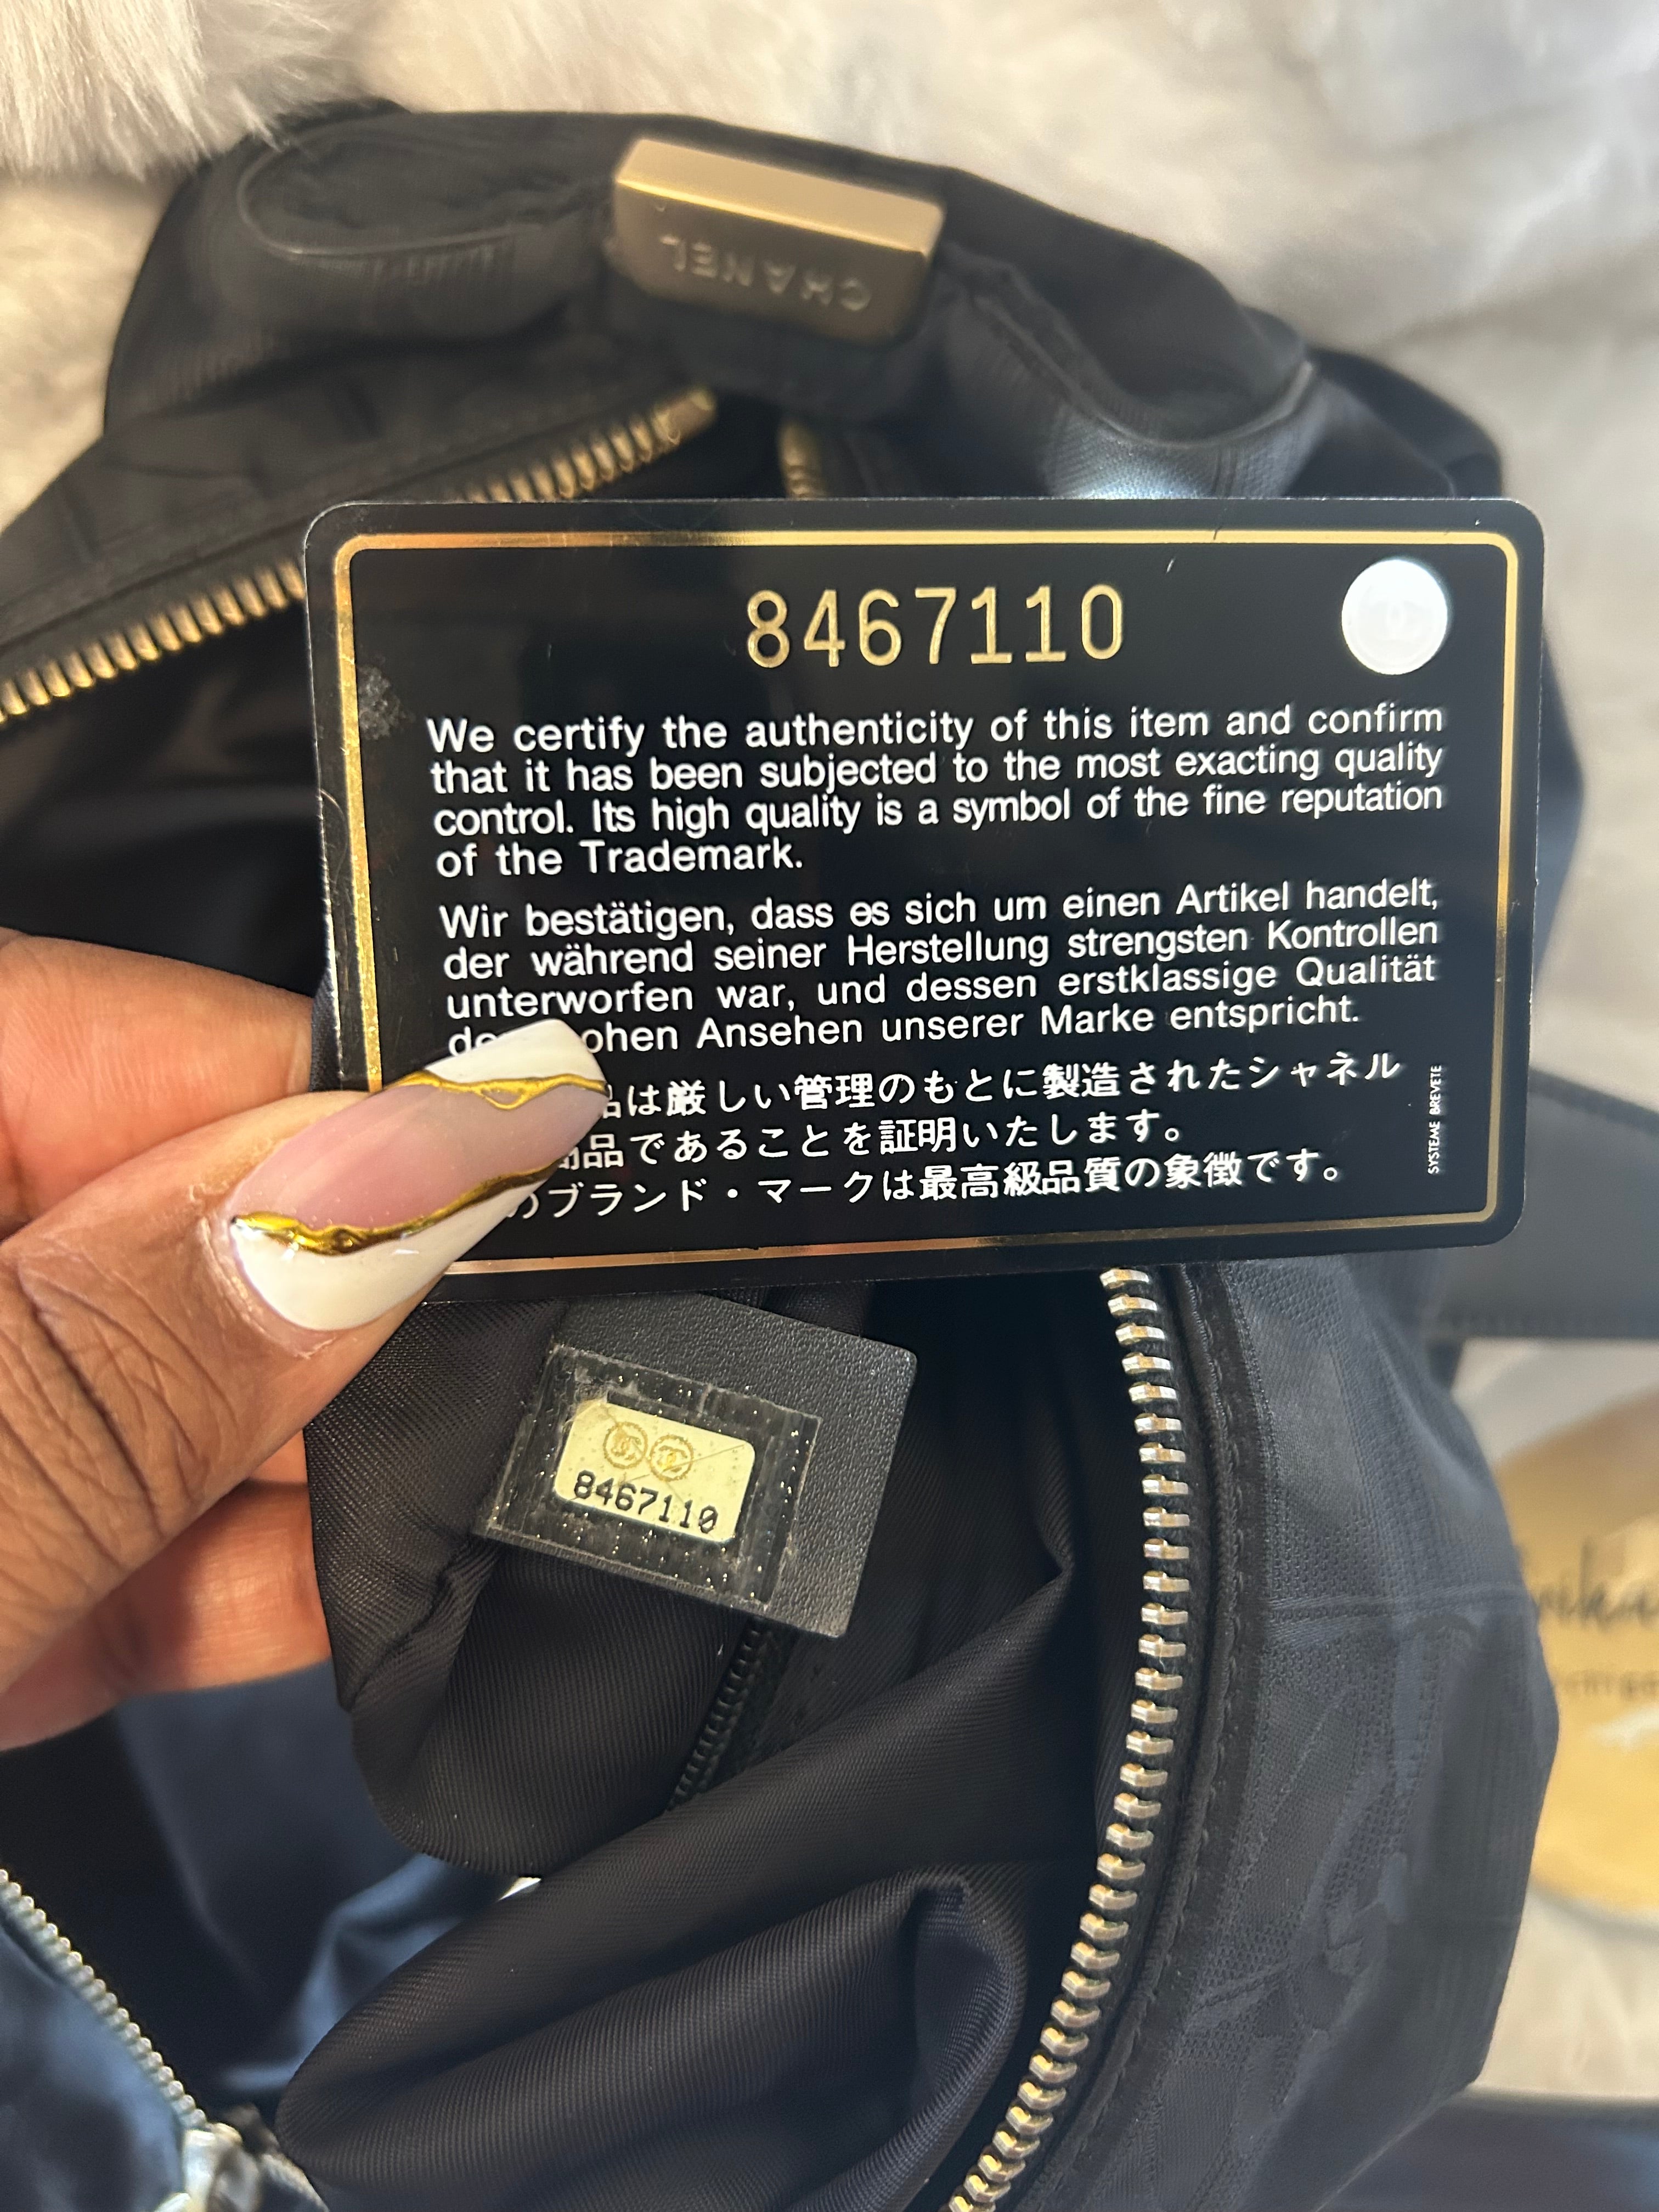 CHANEL
8467110
We certify the authenticity of this item and confirm
that it has been subjected to the most exacting quality
control. Its high quality is a symbol of the fine reputation
of the Trademark.
Wir bestätigen, dass es sich um einen Artikel handelt,
der während seiner Herstellung strengsten Kontrollen
unterworfen war, und dessen erstklassige Qualität
Ansehen unserer Marke entspricht.
品は厳しい管理のもとに製造されたシャネル
品であることを証明いたします。
のブランド・マークは最高級品質の象徴です。
SYSTEME BREVETE
8467110